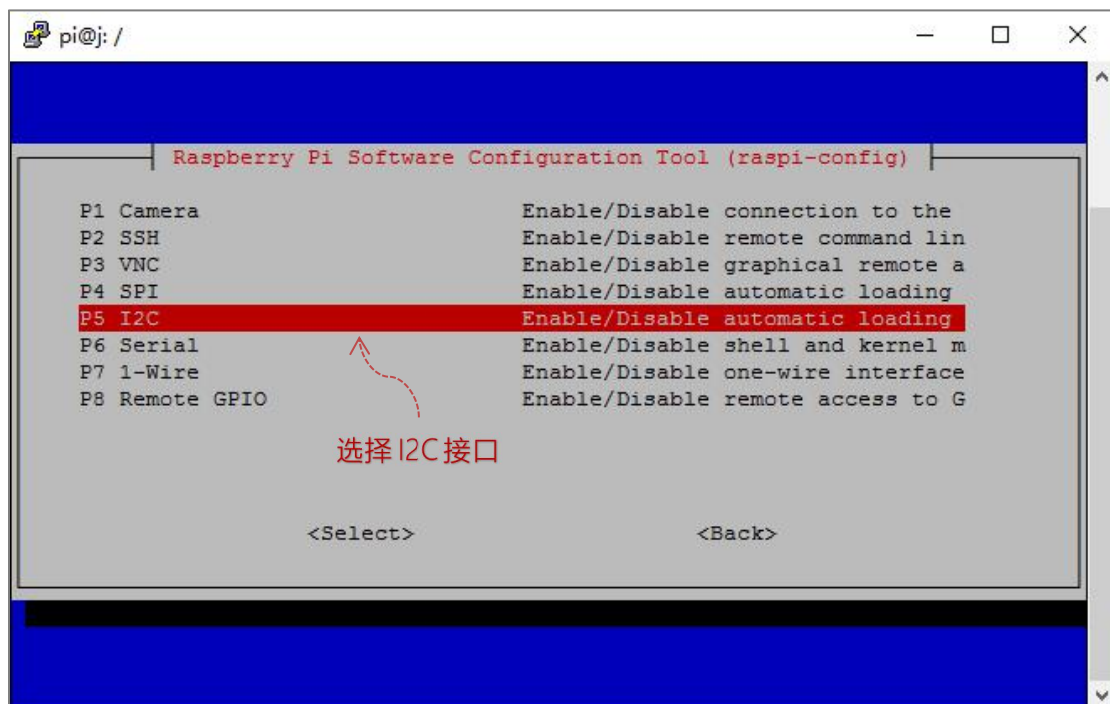 pi@j: /
Raspberry Pi Software Configuration Tool (raspi-config)
P1 Camera Enable/Disable connection to the
P2 SSH Enable/Disable remote command lin
P3 VNC Enable/Disable graphical remote a
P4 SPI Enable/Disable automatic loading
P5 I2C Enable/Disable automatic loading
P6 Serial Enable/Disable shell and kernel m
P7 1-Wire Enable/Disable one-wire interface
P8 Remote GPIO Enable/Disable remote access to G
选择 I2C 接口
<Select> <Back>